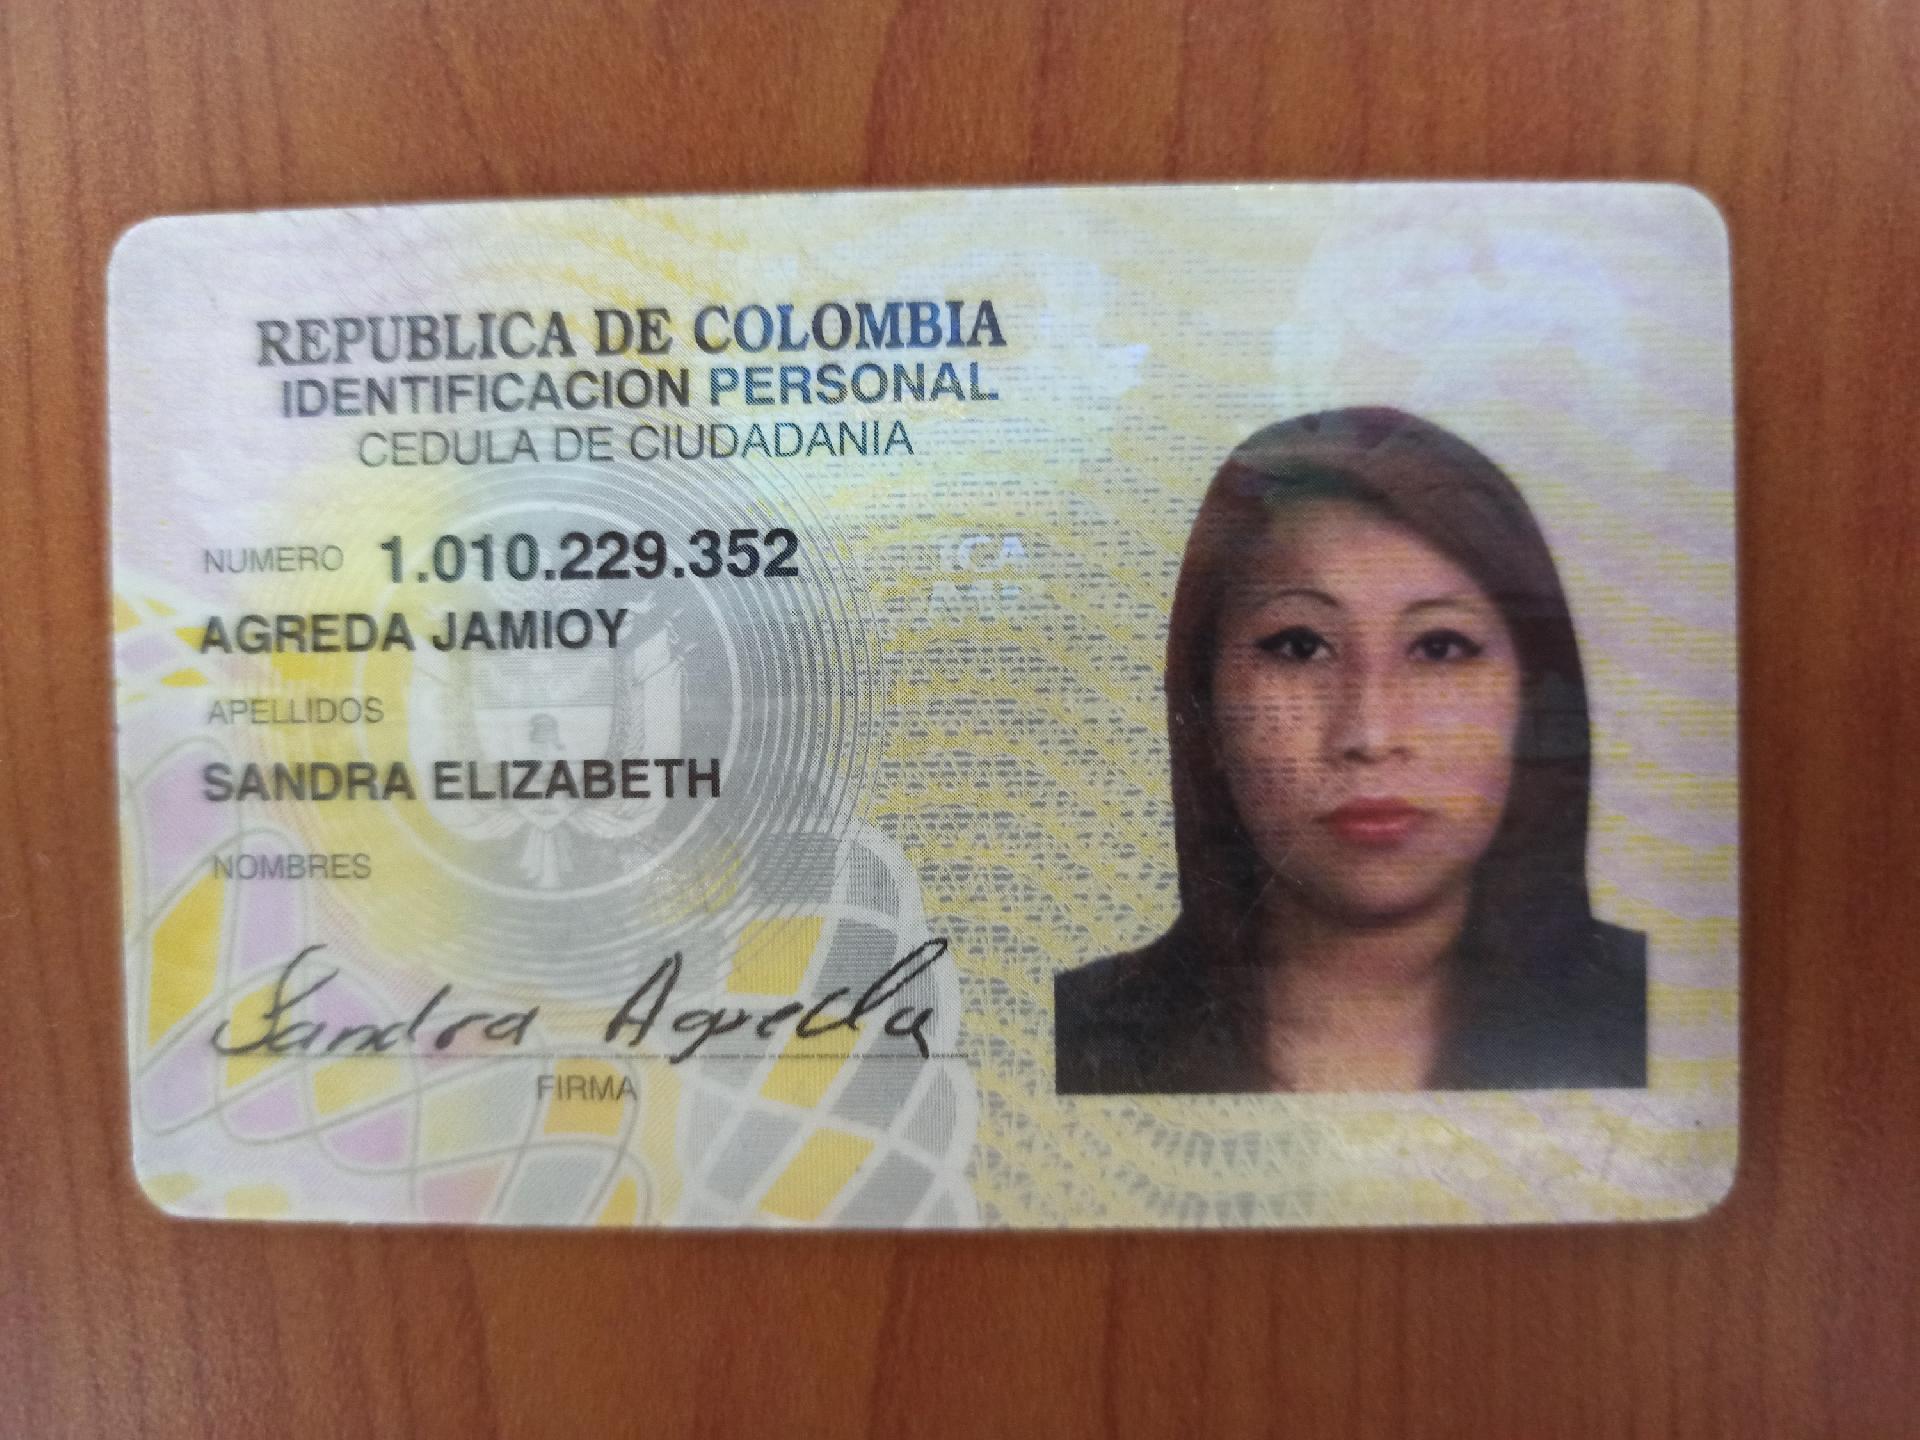 REPUBLICA DE COLOMBIA
IDENTIFICACION PERSONAL
CEDULA DE CIUDADANIA
NUMERO 1.010.229.352
AGREDA JAMIOY
APELLIDOS
SANDRA ELIZABETH
NOMBRES
Sandra Agreda
FIRMA